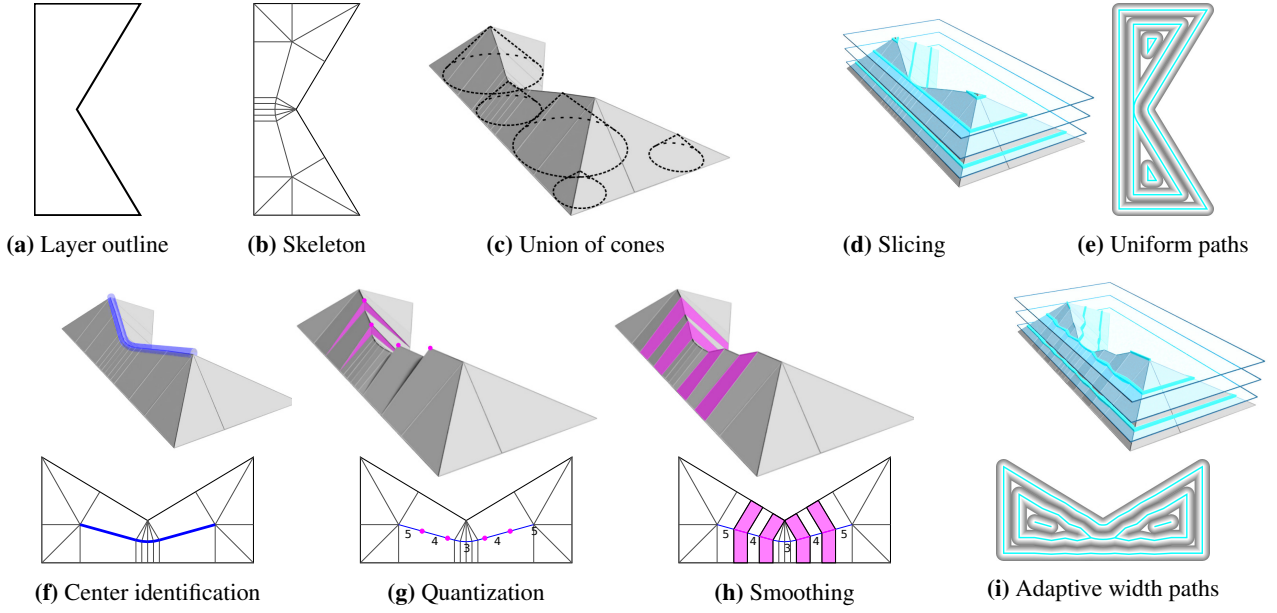 (a) Layer outline
(b) Skeleton
(c) Union of cones
(d) Slicing
(e) Uniform paths
5 4 3 4 5
5 4 3 4 5
(f) Center identification
(g) Quantization
(h) Smoothing
(i) Adaptive width paths